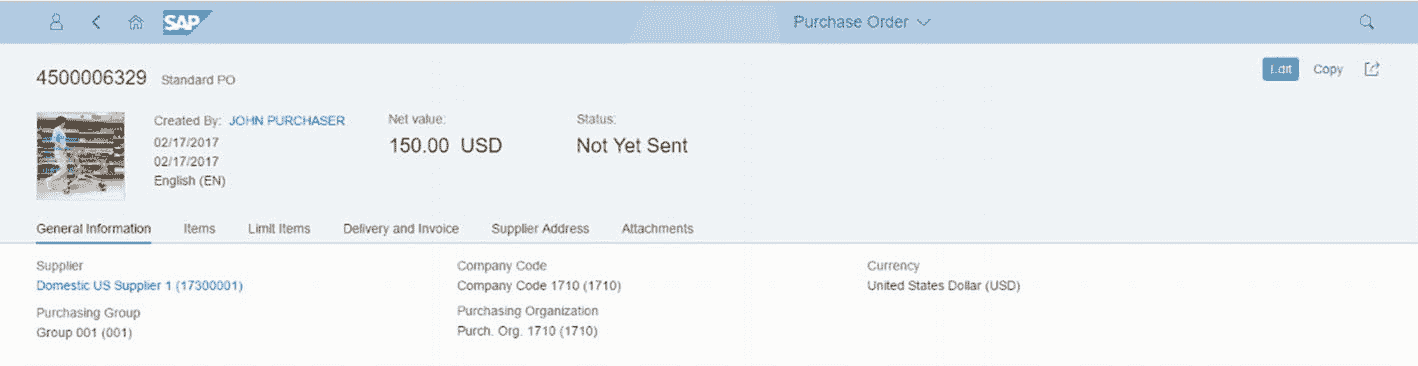 SAP
Purchase Order
4500006329 Standard PO
Edit Copy
Created By: JOHN PURCHASER
02/17/2017
02/17/2017
English (EN)
Net value:
150.00 USD
Status:
Not Yet Sent
General Information Items Limit Items Delivery and Invoice Supplier Address Attachments
Supplier
Domestic US Supplier 1 (17300001)
Purchasing Group
Group 001 (001)
Company Code
Company Code 1710 (1710)
Purchasing Organization
Purch. Org. 1710 (1710)
Currency
United States Dollar (USD)